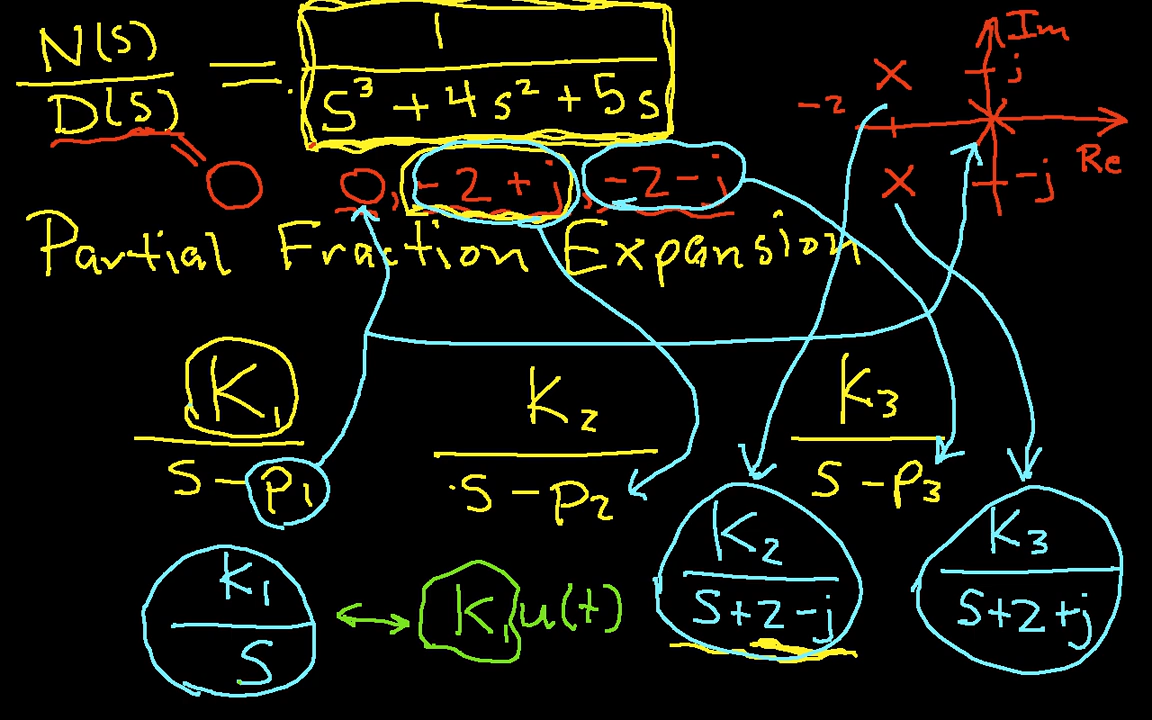 N(s) / D(s) = 1 / s³ + 4s² + 5s
= 0
0, -2+j, -2-j
Im
j
-2
Re
-j
Partial Fraction Expansion
K₁ / s-p₁
K₂ / s-p₂
K₃ / s-p₃
K₁ / s ↔ K₁u(t)
K₂ / s+2-j
K₃ / s+2+j